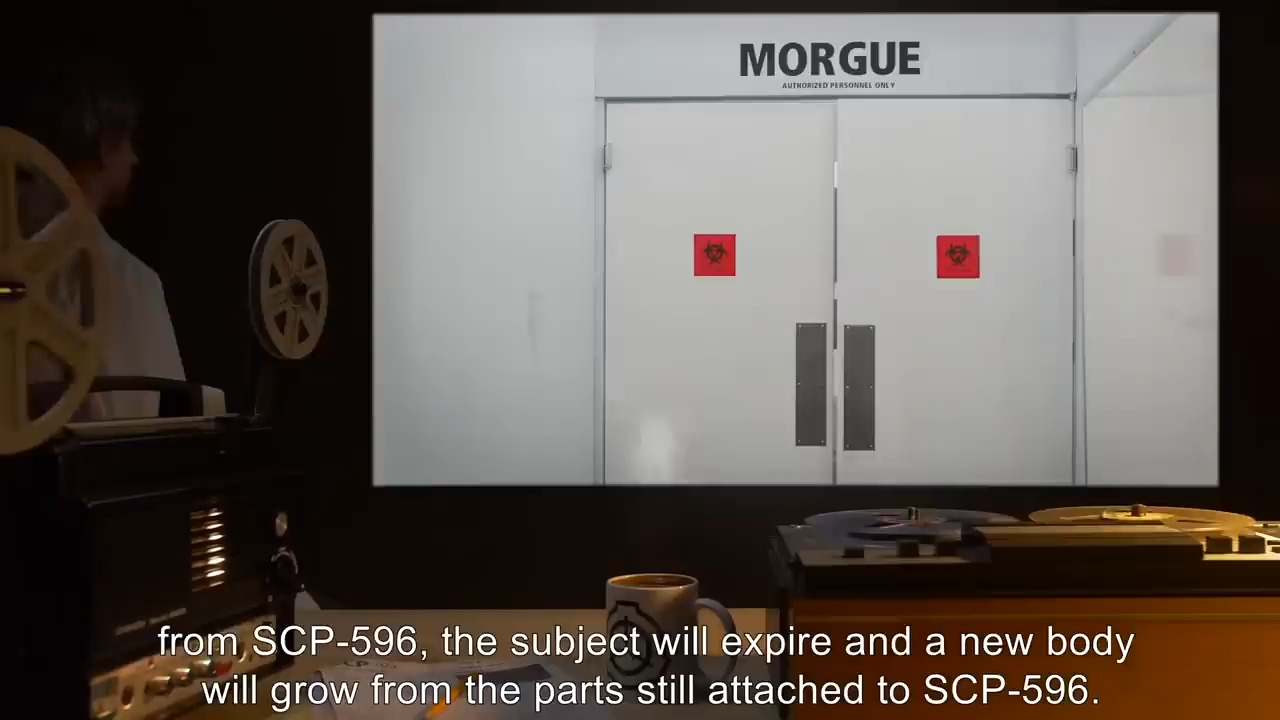 MORGUE
AUTHORIZED PERSONNEL ONLY
from SCP-596, the subject will expire and a new body
will grow from the parts still attached to SCP-596.